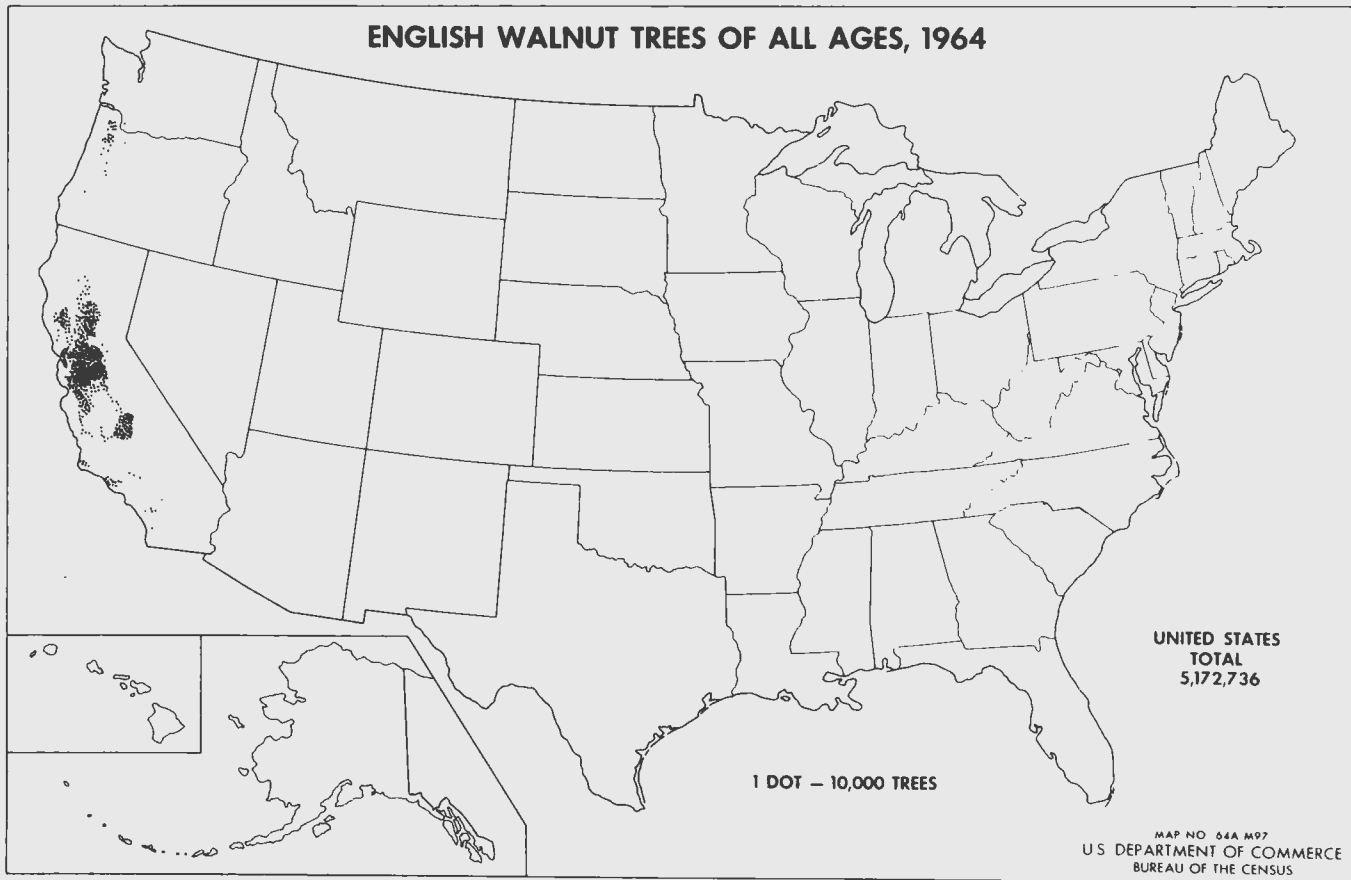 ENGLISH WALNUT TREES OF ALL AGES, 1964
UNITED STATES
TOTAL
5,172,736
1 DOT — 10,000 TREES
MAP NO 64A M97
U S DEPARTMENT OF COMMERCE
BUREAU OF THE CENSUS